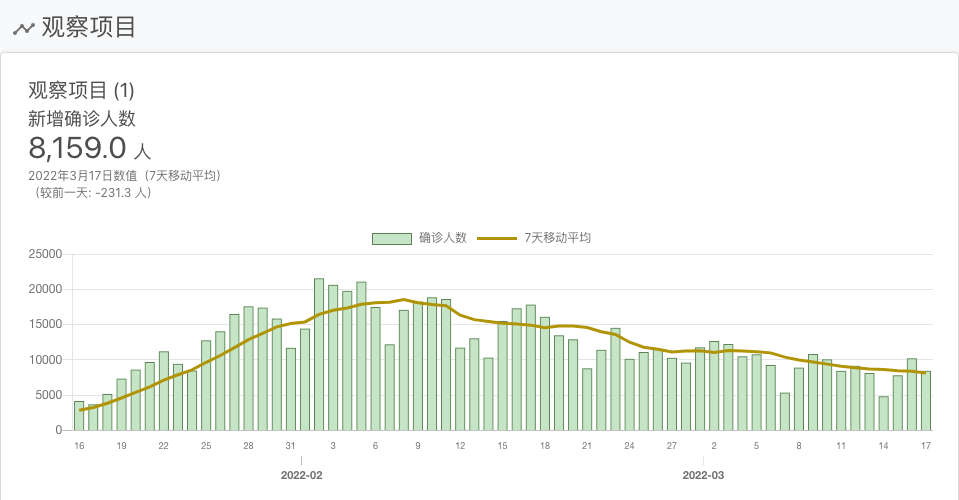 观察项目
观察项目 (1)
新增确诊人数
8,159.0 人
2022年3月17日数值（7天移动平均）
（较前一天: -231.3 人）
确诊人数 7天移动平均
25000
20000
15000
10000
5000
0
16 19 22 25 28 31 3 6 9 12 15 18 21 24 27 2 5 8 11 14 17
2022-02 2022-03